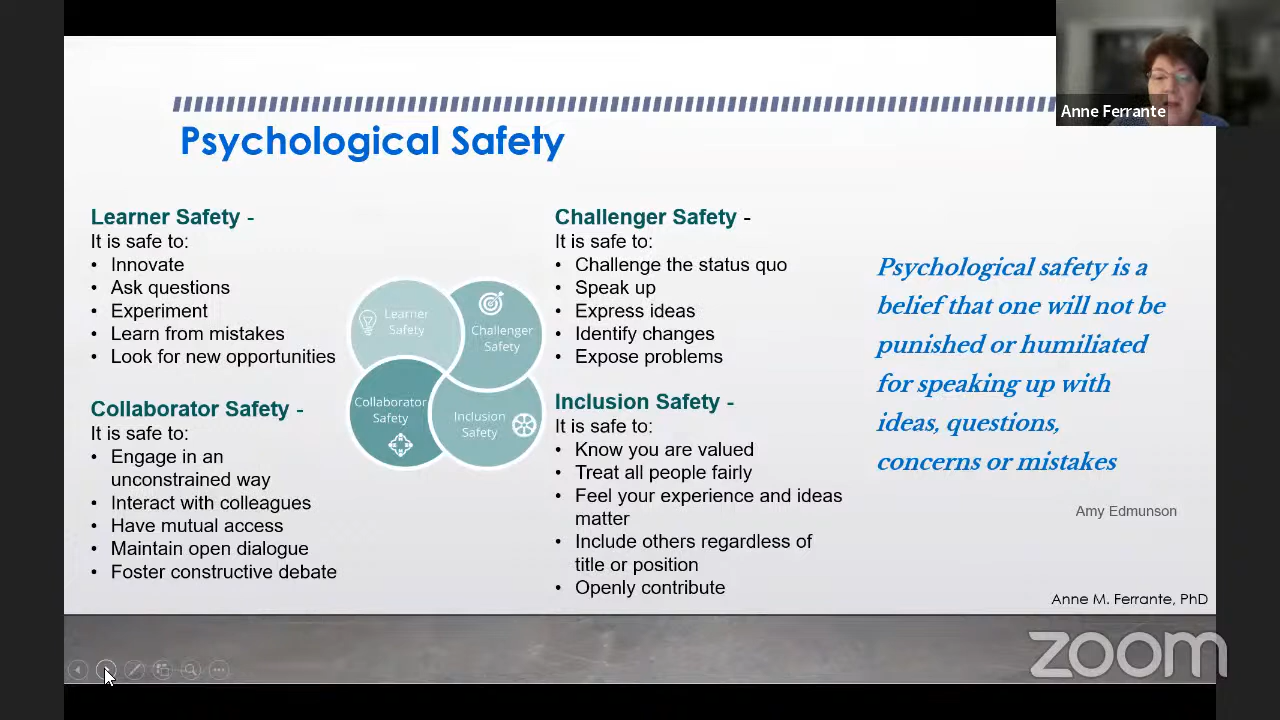 Anne Ferrante
Psychological Safety
Learner Safety -
It is safe to:
• Innovate
• Ask questions
• Experiment
• Learn from mistakes
• Look for new opportunities
Collaborator Safety -
It is safe to:
• Engage in an
unconstrained way
• Interact with colleagues
• Have mutual access
• Maintain open dialogue
• Foster constructive debate
Learner
Safety
Challenger
Safety
Collaborator
Safety
Inclusion
Safety
Challenger Safety -
It is safe to:
• Challenge the status quo
• Speak up
• Express ideas
• Identify changes
• Expose problems
Inclusion Safety -
It is safe to:
• Know you are valued
• Treat all people fairly
• Feel your experience and ideas
matter
• Include others regardless of
title or position
• Openly contribute
Psychological safety is a
belief that one will not be
punished or humiliated
for speaking up with
ideas, questions,
concerns or mistakes
Amy Edmunson
Anne M. Ferrante, PhD
zoom